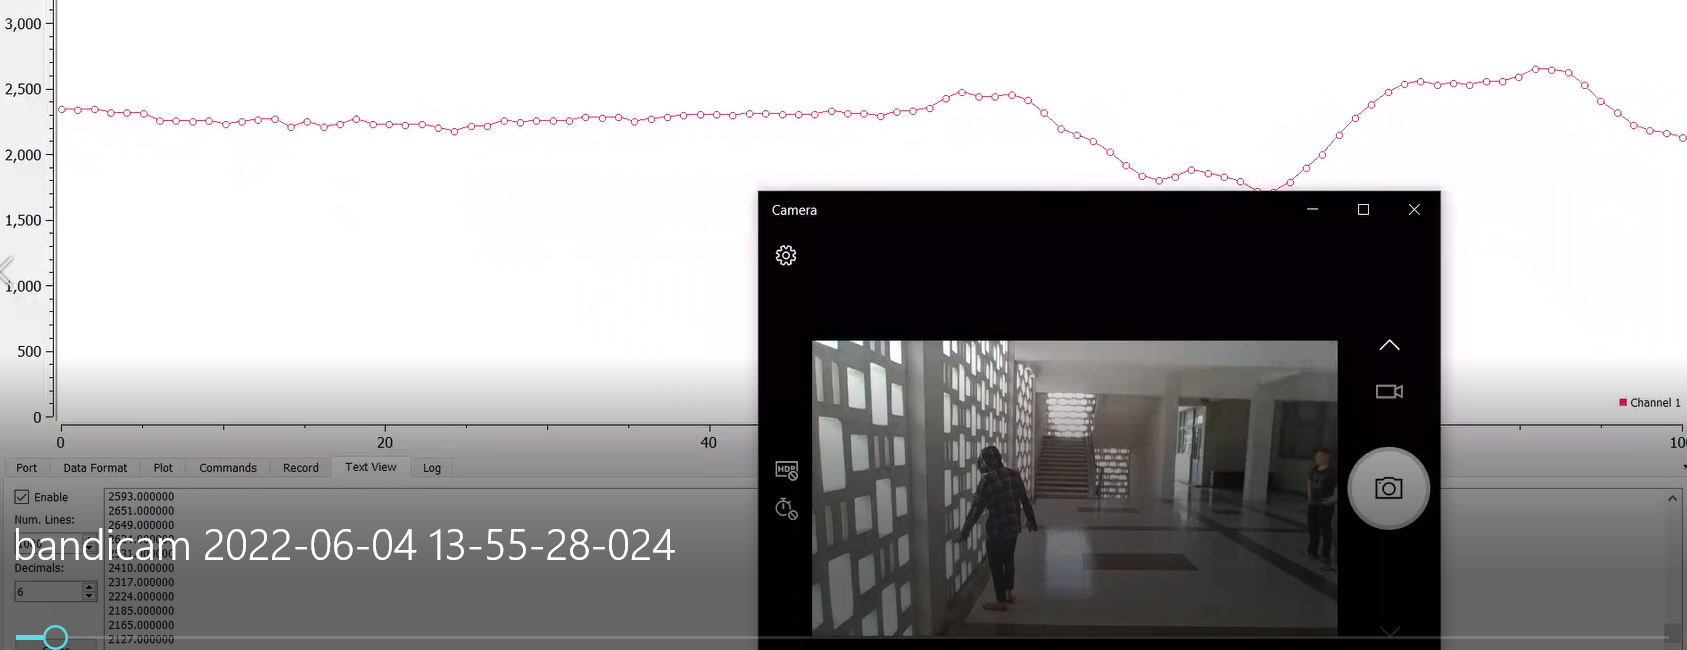 3,000
2,500
2,000
1,500
1,000
500
0
Camera
HDR
Channel 1
0
20
40
Port Data Format Plot Commands Record Text View Log
Enable
Num. Lines:
Decimals:
6
2593.000000
2651.000000
2649.000000
bandicam 2022-06-04 13-55-28-024
2410.000000
2317.000000
2224.000000
2185.000000
2165.000000
2127.000000